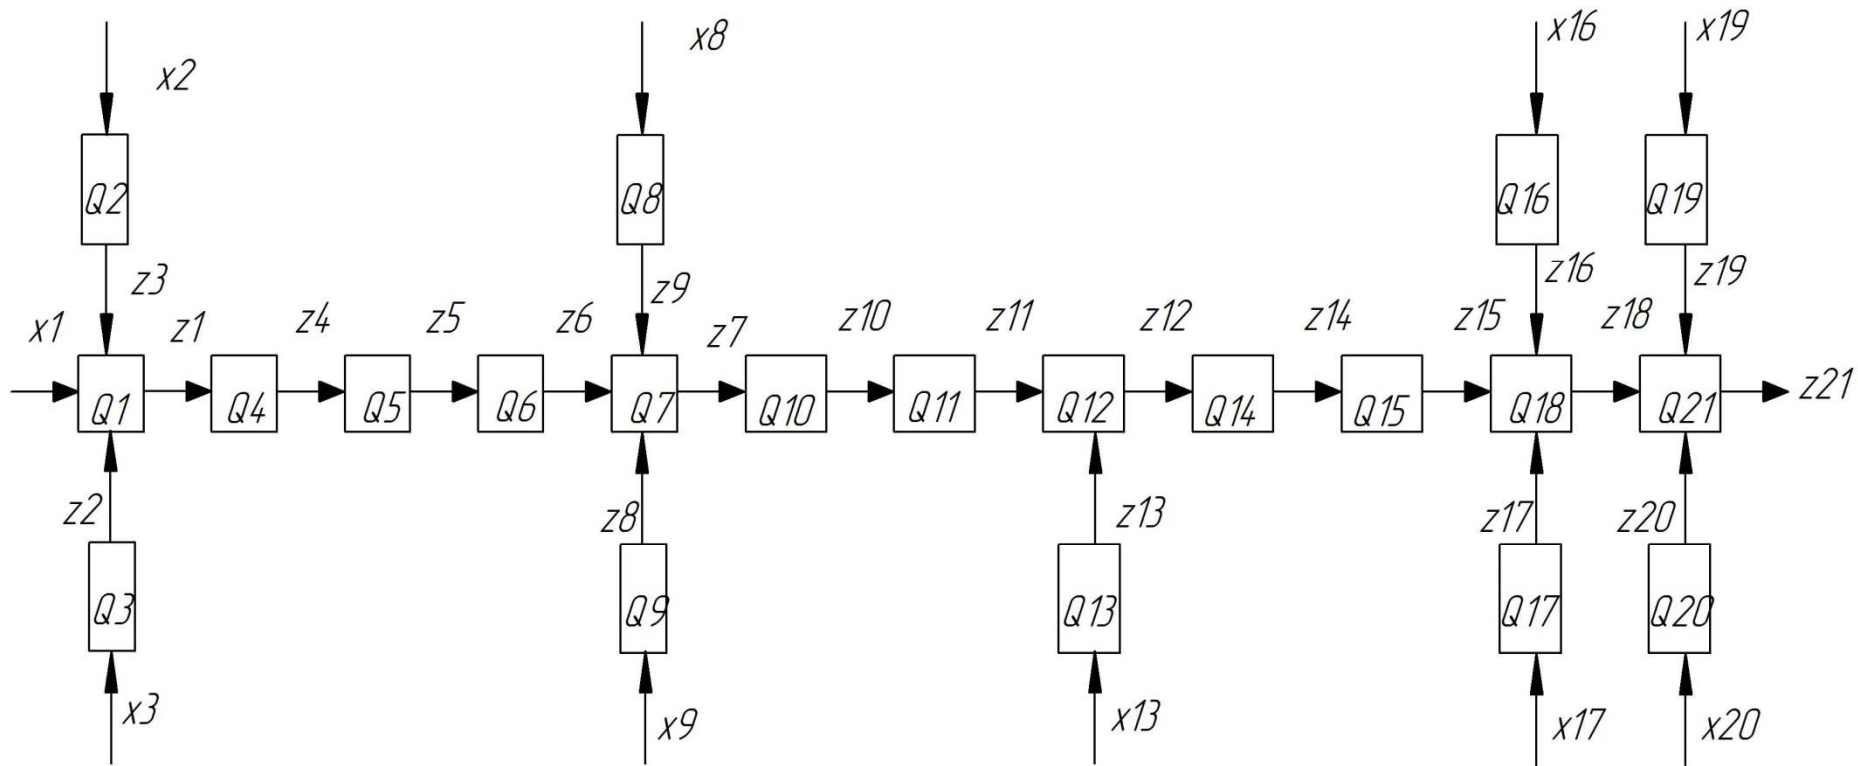 x2 x8 x16 x19
Q2 Q8 Q16 Q19
z3 z9 z16 z19
x1 z1 z4 z5 z6 z7 z10 z11 z12 z14 z15 z18
Q1 Q4 Q5 Q6 Q7 Q10 Q11 Q12 Q14 Q15 Q18 Q21 z21
z2 z8 z13 z17 z20
Q3 Q9 Q13 Q17 Q20
x3 x9 x13 x17 x20